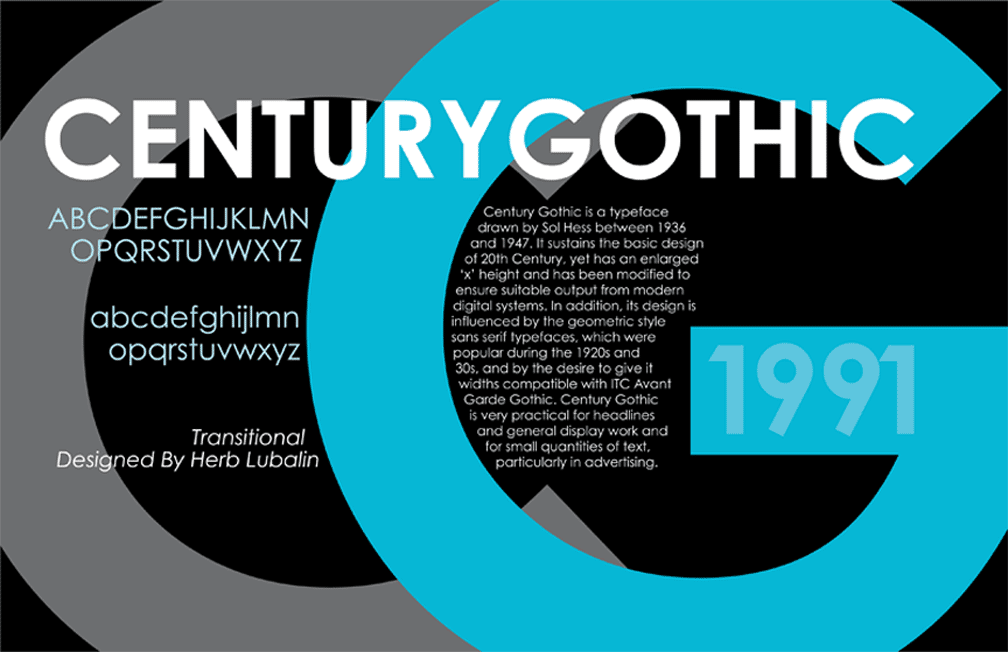 CENTURYGOTHIC
ABCDEFGHIJKLMN
OPQRSTUVWXYZ
abcdefghijlmn
opqrstuvwxyz
Transitional
Designed By Herb Lubalin
Century Gothic is a typeface
drawn by Sol Hess between 1936
and 1947. It sustains the basic design
of 20th Century, yet has an enlarged
‘x’ height and has been modified to
ensure suitable output from modern
digital systems. In addition, its design is
influenced by the geometric style
sans serif typefaces, which were
popular during the 1920s and
30s, and by the desire to give it
widths compatible with ITC Avant
Garde Gothic. Century Gothic
is very practical for headlines
and general display work and
for small quantities of text,
particularly in advertising.
1991
CG